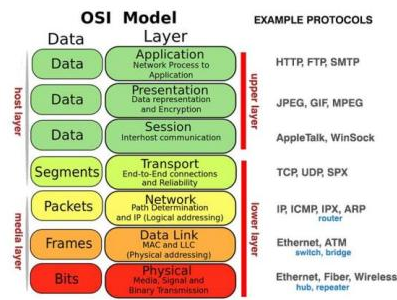 OSI Model
EXAMPLE PROTOCOLS
Data
Layer
host layer
media layer
upper layer
lower layer
Data
Application
Network Process to
Application
HTTP, FTP, SMTP
Data
Presentation
Data representation
and Encryption
JPEG, GIF, MPEG
Data
Session
Interhost communication
AppleTalk, WinSock
Segments
Transport
End-to-End connections
and Reliability
TCP, UDP, SPX
Packets
Network
Path Determination
and IP (Logical addressing)
IP, ICMP, IPX, ARP
router
Frames
Data Link
MAC and LLC
(Physical addressing)
Ethernet, ATM
switch, bridge
Bits
Physical
Media, Signal and
Binary Transmission
Ethernet, Fiber, Wireless
hub, repeater